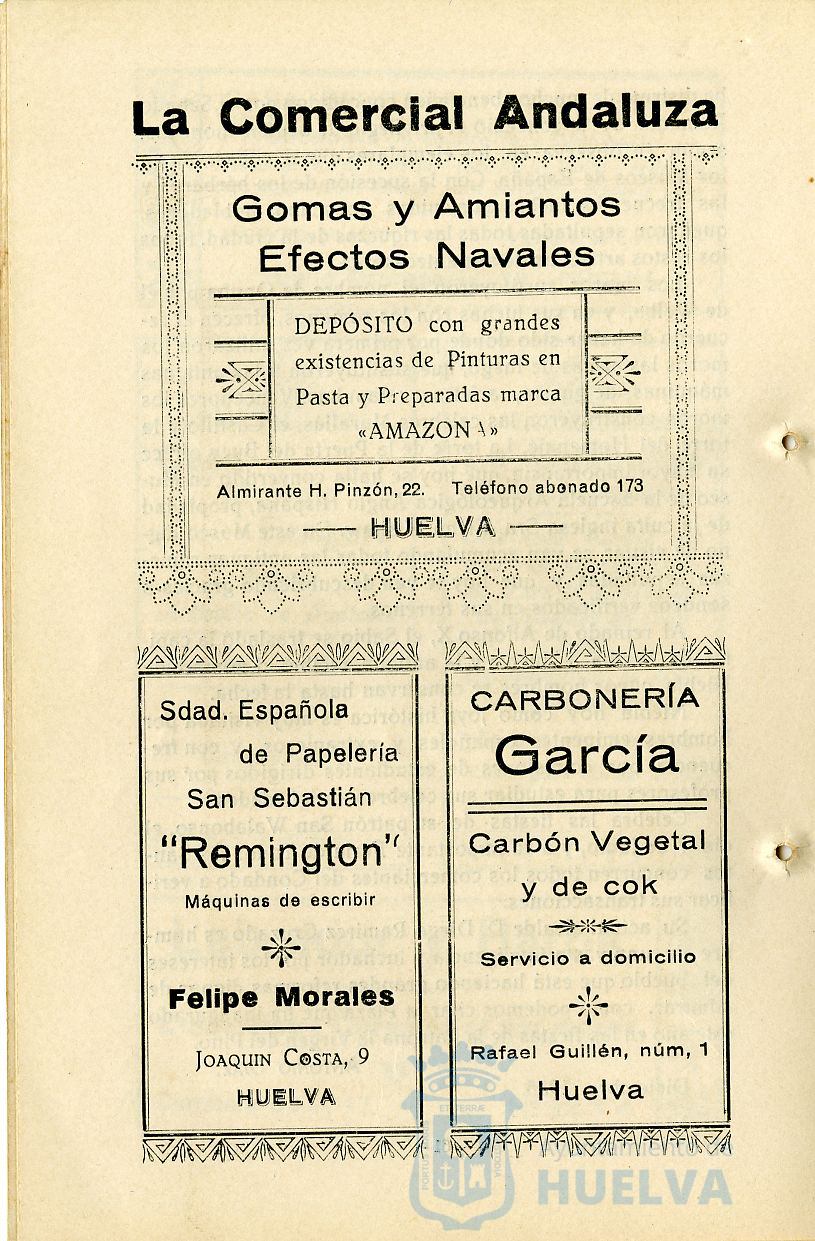 La Comercial Andaluza
Gomas y Amiantos
Efectos Navales
DEPÓSITO con grandes
existencias de Pinturas en
Pasta y Preparadas marca
«AMAZONA»
Almirante H. Pinzón, 22. Teléfono abonado 173
HUELVA
Sdad. Española
de Papelería
San Sebastián
“Remington“
Máquinas de escribir
Felipe Morales
JOAQUIN COSTA, 9
HUELVA
CARBONERÍA
García
Carbón Vegetal
y de cok
Servicio a domicilio
Rafael Guillén, núm, 1
Huelva
Ayuntamiento de
HUELVA